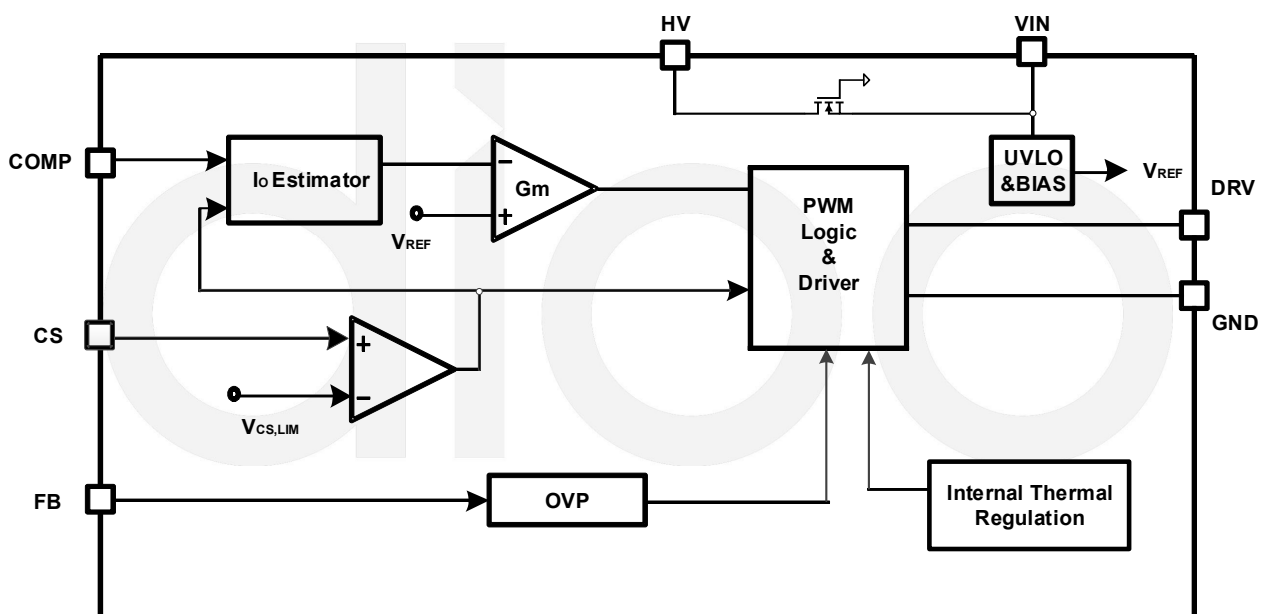 HV
VIN
COMP
IO Estimator
−
Gm
+
VREF
UVLO
&BIAS
VREF
DRV
PWM
Logic
&
Driver
GND
CS
+
−
VCS,LIM
FB
OVP
Internal Thermal
Regulation
dioo